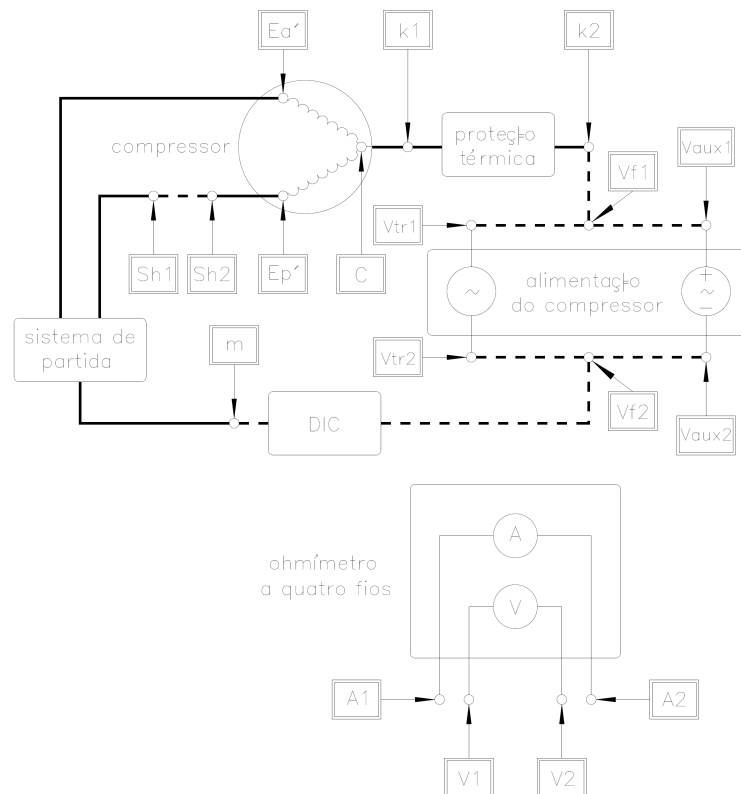 Ea´
k1
k2
compressor
proteção
térmica
Vf1
Vaux1
Vtr1
Sh1
Sh2
Ep´
C
alimentação
do compressor
sistema de
partida
m
Vtr2
DIC
Vf2
Vaux2
ohmímetro
a quatro fios
A
V
A1
A2
V1
V2